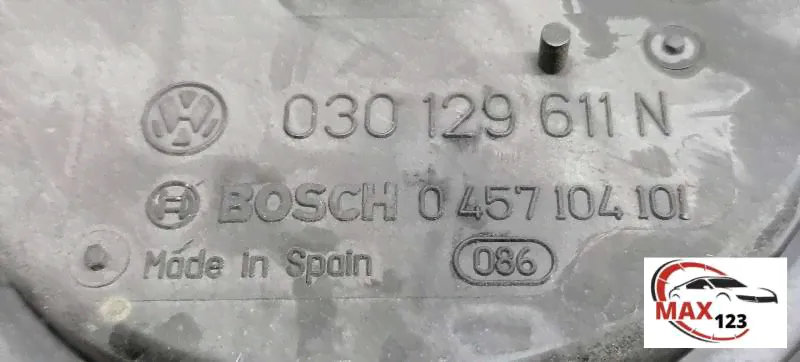 030 129 611 N
BOSCH 0 457 104 101
Made in Spain 086
MAX 123